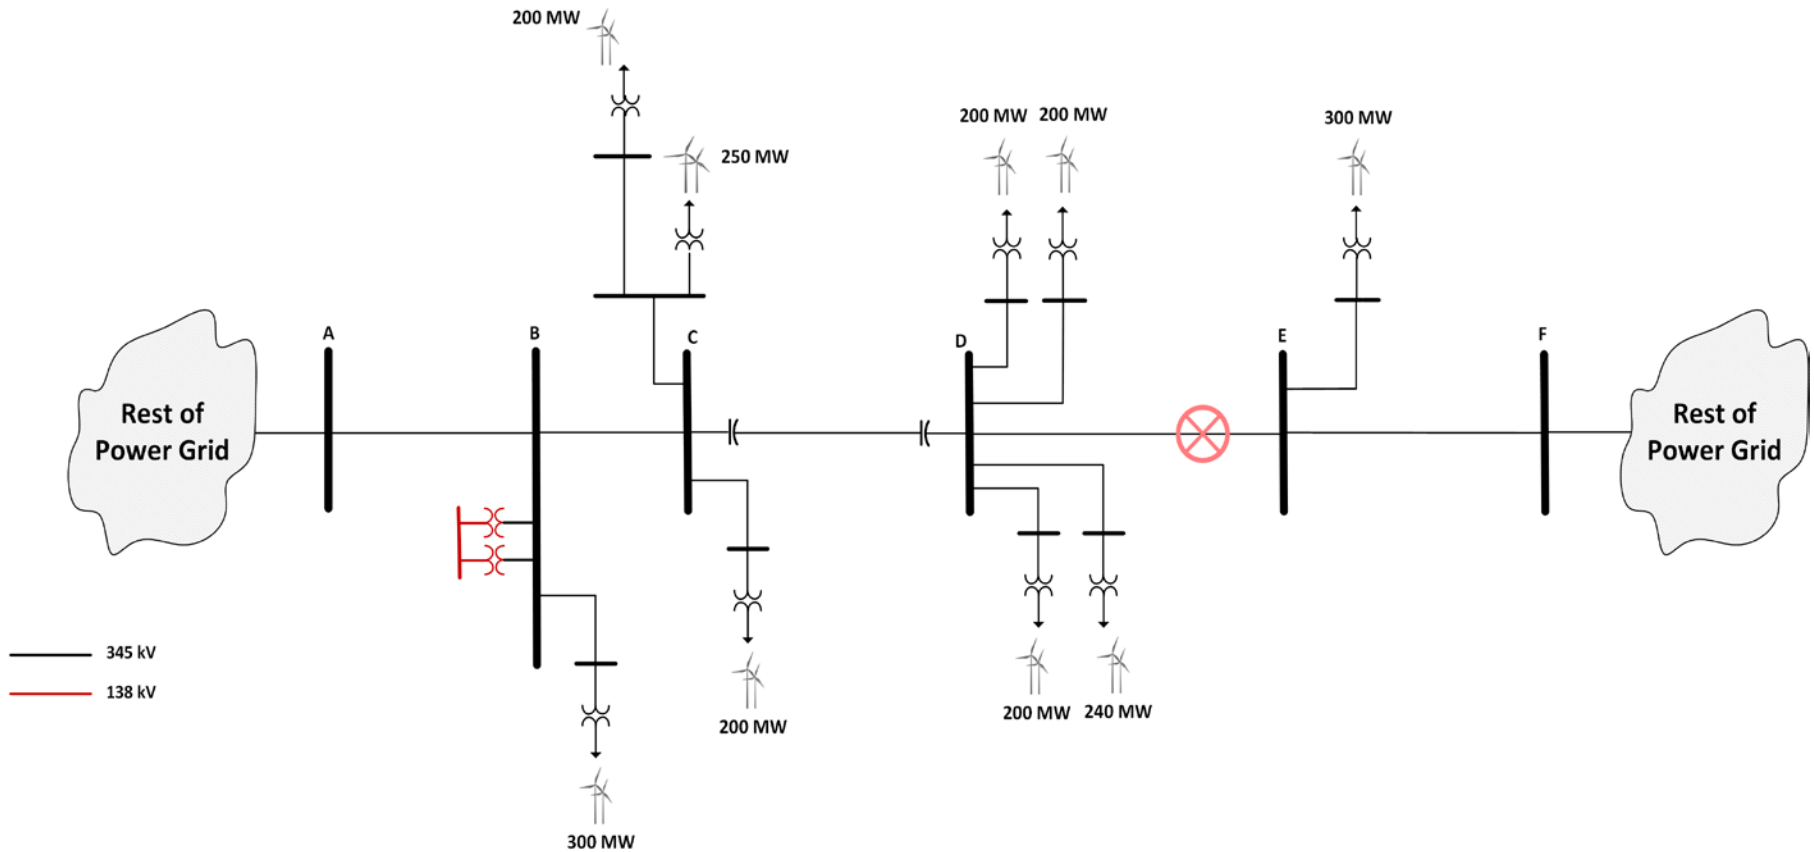 200 MW
250 MW
200 MW 200 MW
300 MW
A
B
C
D
E
F
Rest of
Power Grid
Rest of
Power Grid
345 kV
138 kV
200 MW
200 MW 240 MW
300 MW